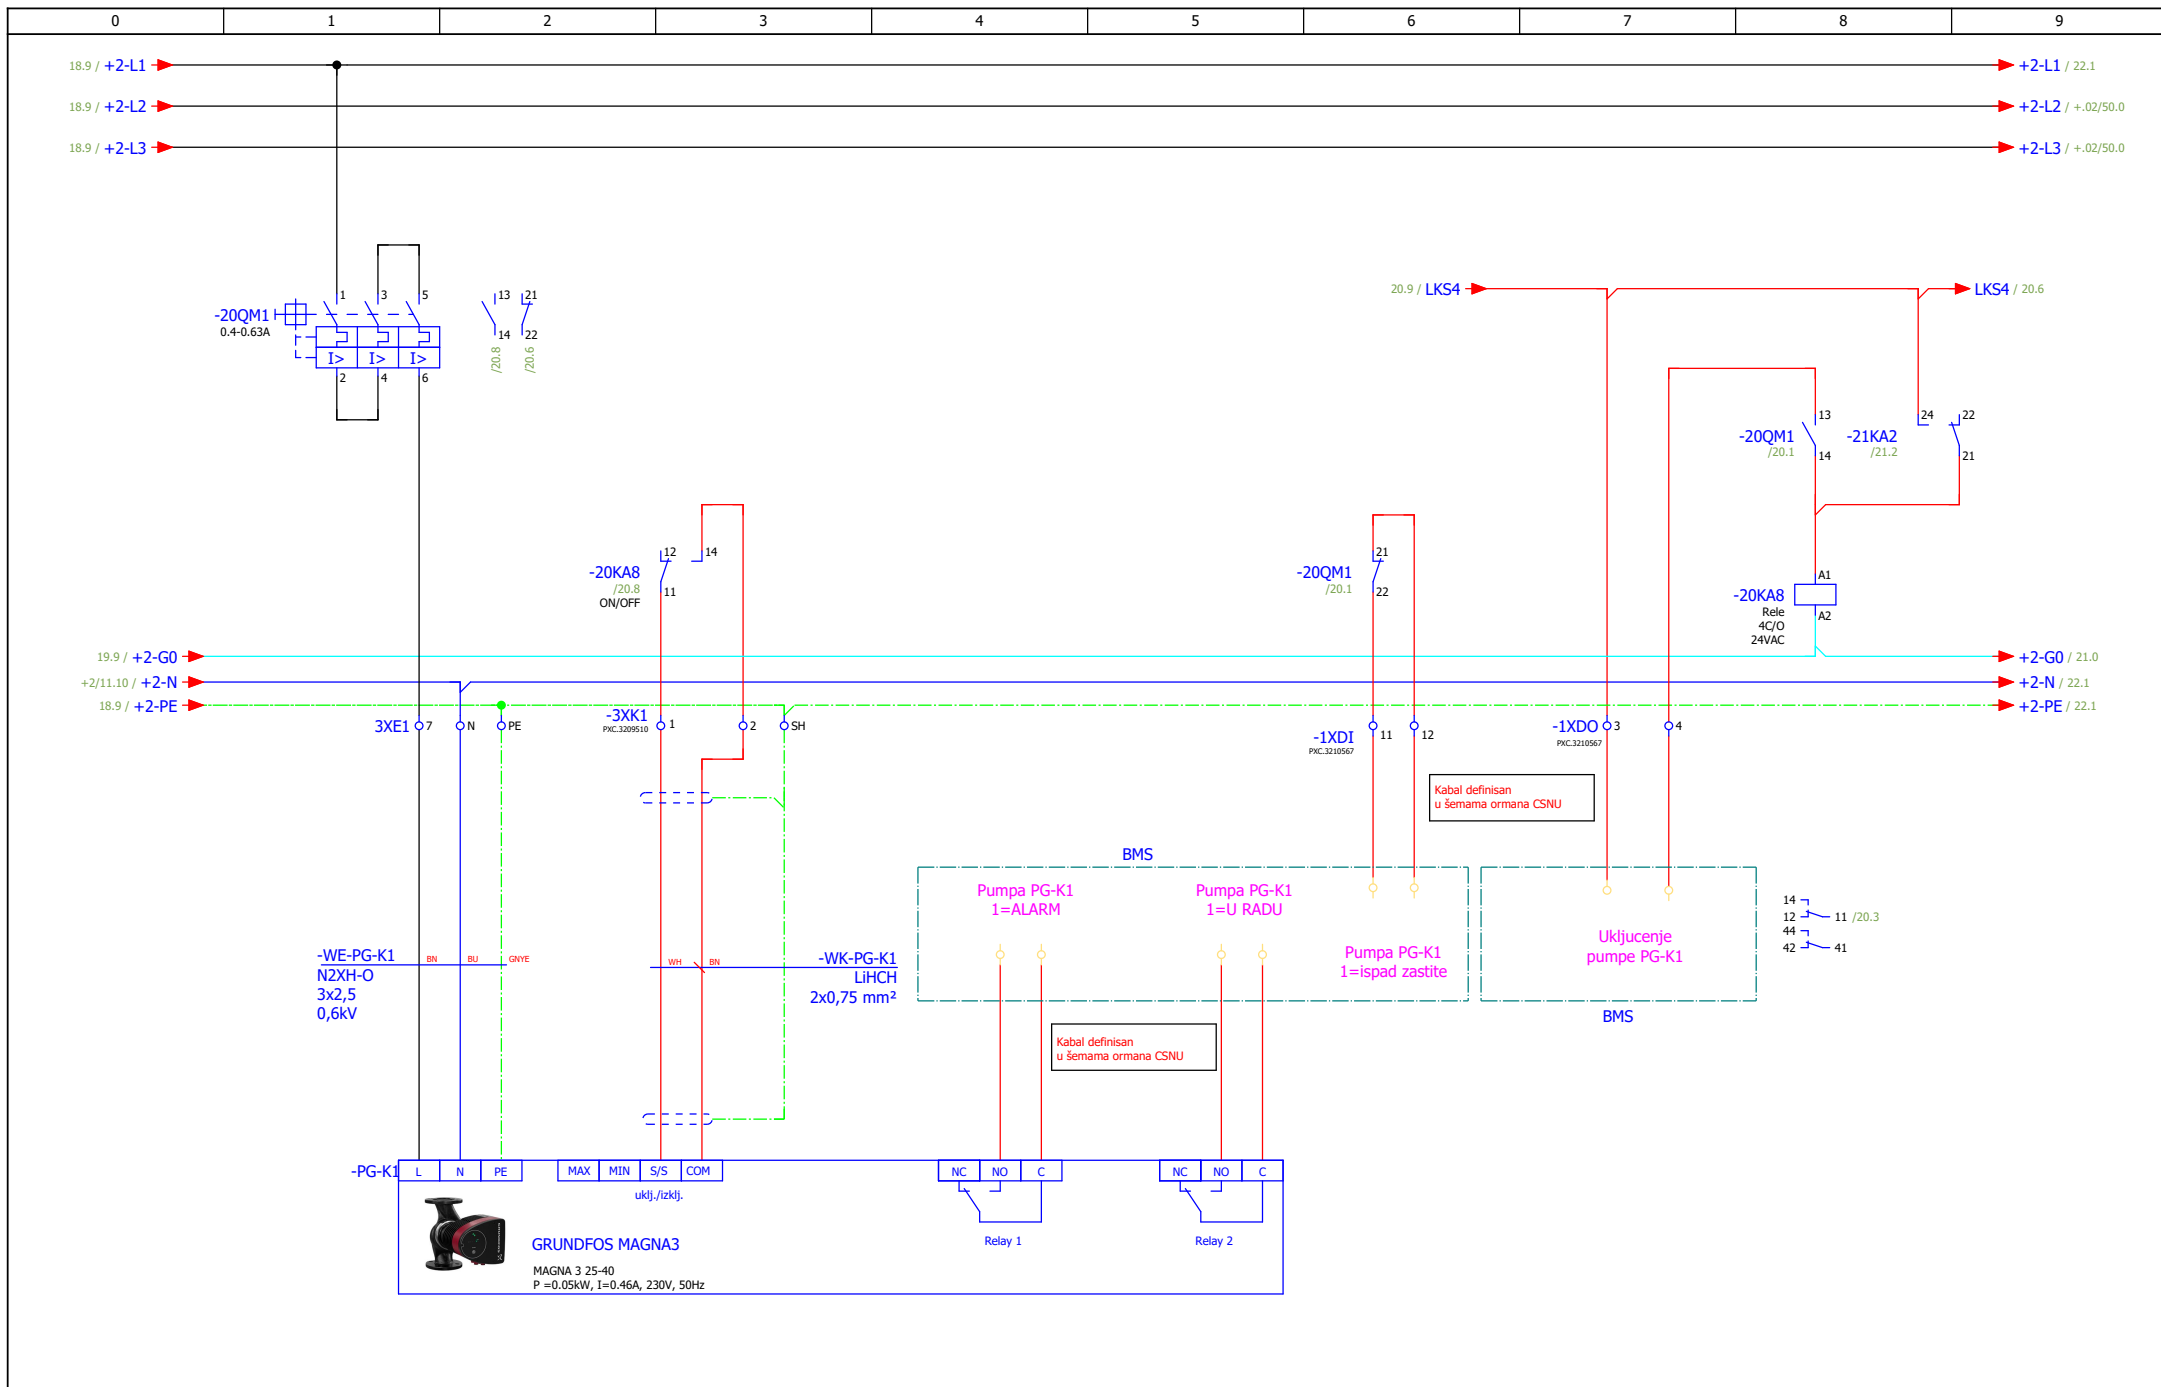 0 1 2 3 4 5 6 7 8 9
18.9 / +2-L1
+2-L1 / 22.1
18.9 / +2-L2
+2-L2 / +.02/50.0
18.9 / +2-L3
+2-L3 / +.02/50.0
20.9 / LKS4
LKS4 / 20.6
1 3 5 13 21
-20QM1
0.4-0.63A
14 22
I> I> I>
2 4 6
/20.8 /20.6
13 24 22
-20QM1
/20.1
14
-21KA2
/21.2
21
12 14
-20KA8
/20.8
ON/OFF
11
21
-20QM1
/20.1
22
A1
-20KA8
A2
Rele
4C/O
24VAC
19.9 / +2-G0
+2-G0 / 21.0
+2/11.10 / +2-N
+2-N / 22.1
18.9 / +2-PE
+2-PE / 22.1
3XE1 7 N PE
-3XK1 1 2 SH
PXC.3209510
-1XDI 11 12
PXC.3210567
-1XDO 3 4
PXC.3210567
Kabal definisan
u šemama ormana CSNU
BMS
Pumpa PG-K1
1=ALARM
Pumpa PG-K1
1=U RADU
Pumpa PG-K1
1=ispad zastite
Ukljucenje
pumpe PG-K1
BMS
14
12 11 /20.3
44
42 41
-WE-PG-K1 BN BU GNYE
N2XH-O
3x2,5
0,6kV
WH BN -WK-PG-K1
LiHCH
2x0,75 mm²
Kabal definisan
u šemama ormana CSNU
-PG-K1 L N PE MAX MIN S/S COM NC NO C NC NO C
uklj./izklj.
Relay 1
Relay 2
GRUNDFOS MAGNA3
MAGNA 3 25-40
P =0.05kW, I=0.46A, 230V, 50Hz